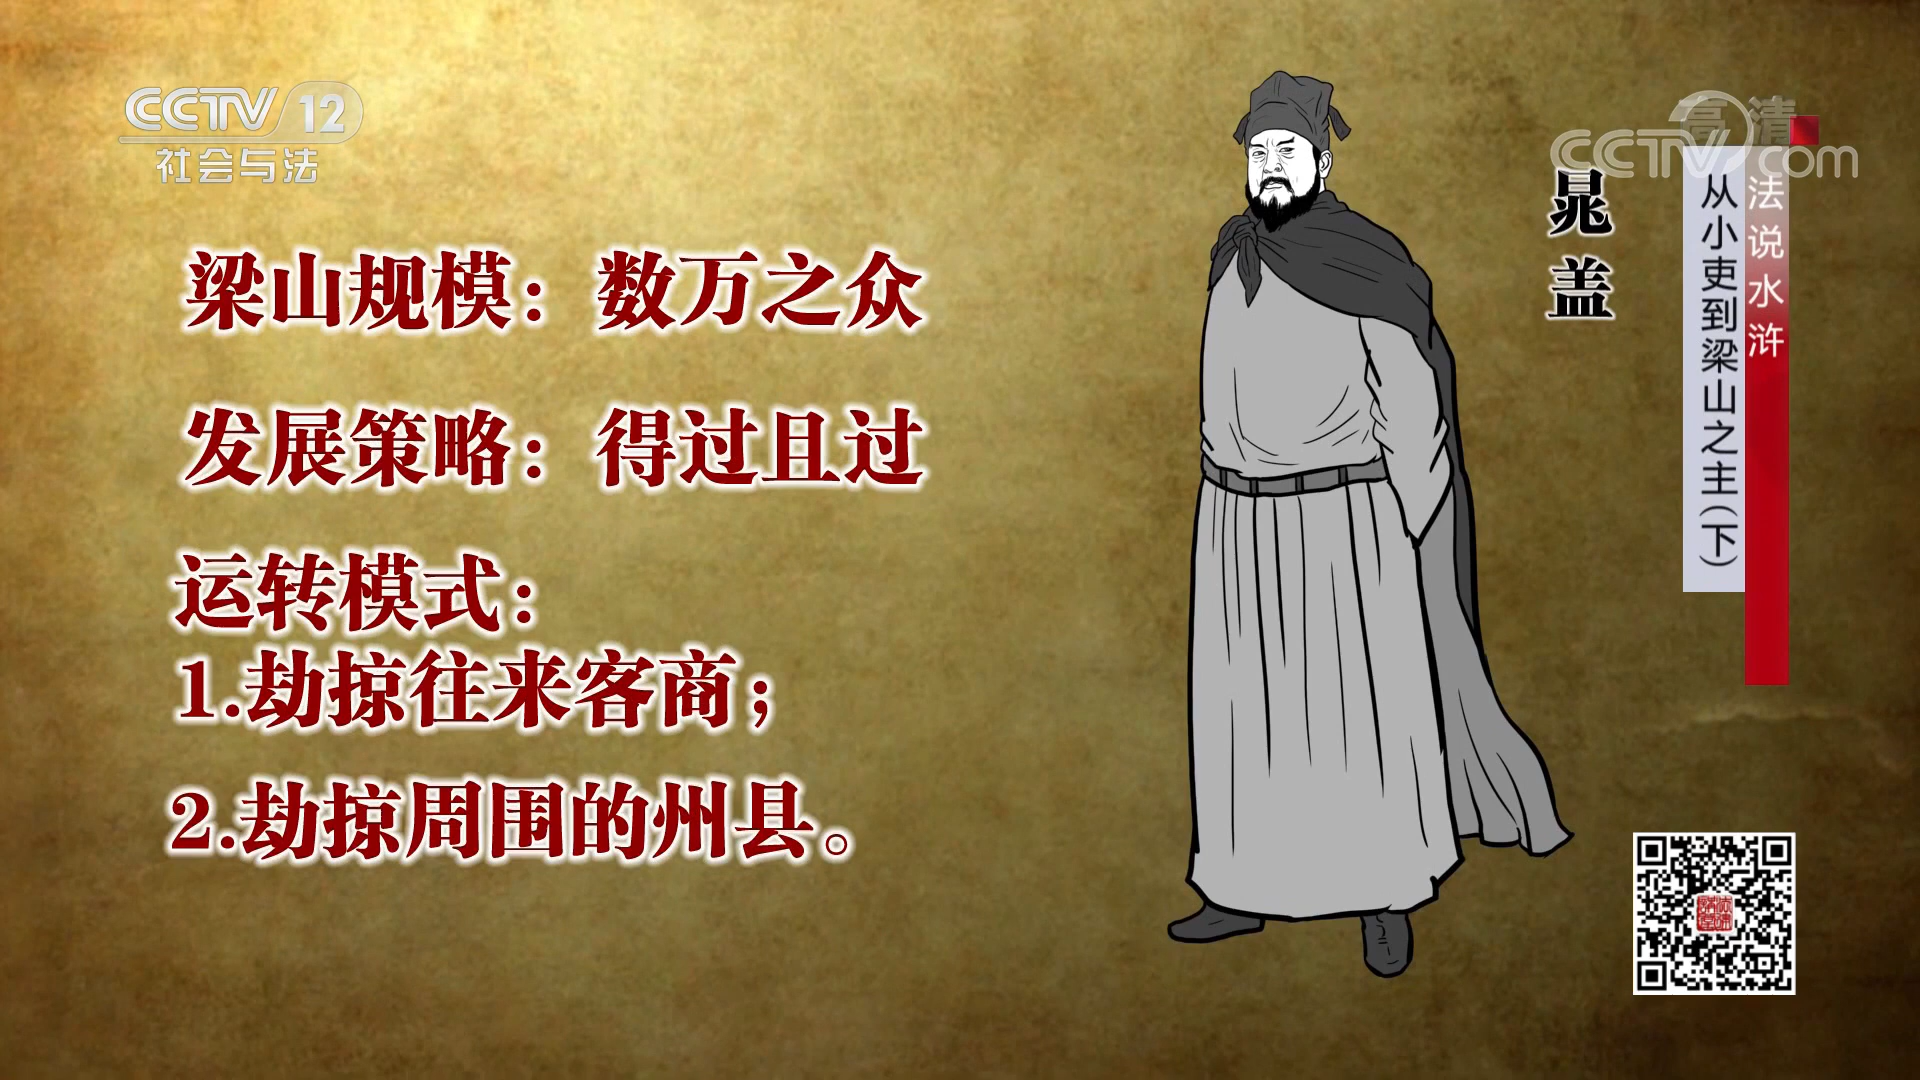 CCTV 12
社会与法
高清
CCTV.com
梁山规模：数万之众
发展策略：得过且过
运转模式：
1.劫掠往来客商；
2.劫掠周围的州县。
晁盖
法说水浒
从小吏到梁山之主(下)